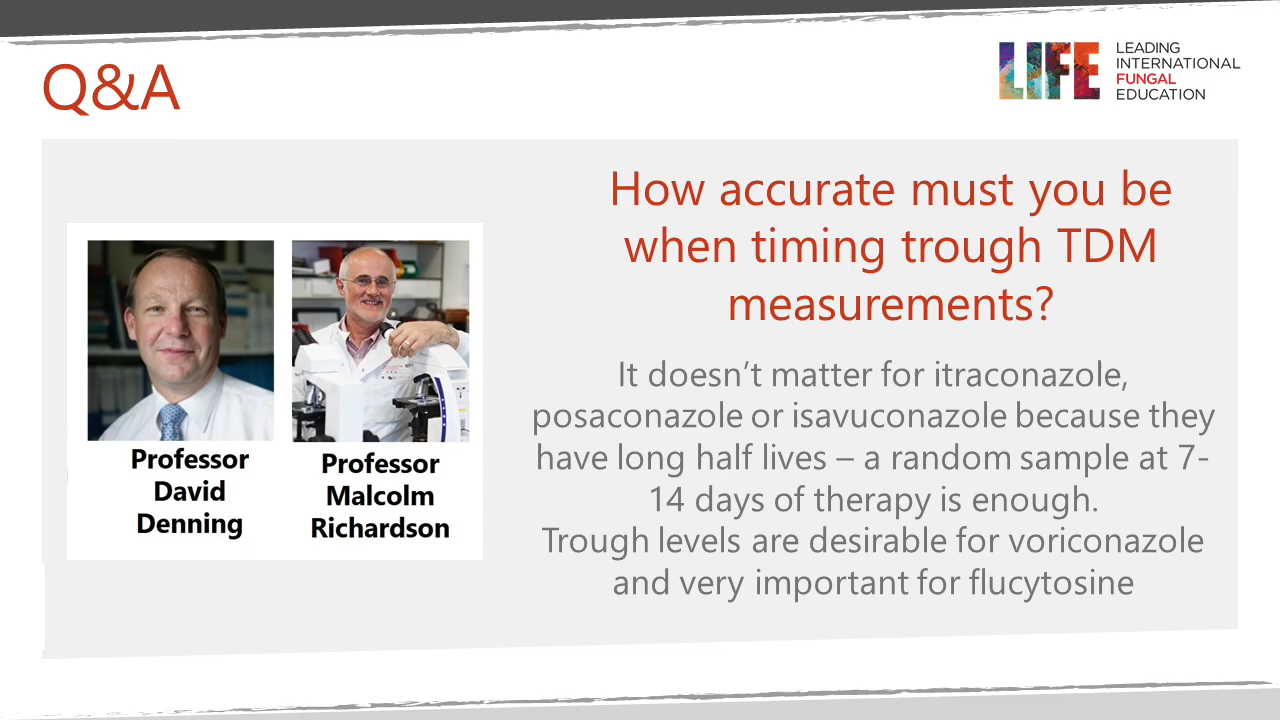 Q&A
LIFE
LEADING
INTERNATIONAL
FUNGAL
EDUCATION
How accurate must you be
when timing trough TDM
measurements?
It doesn’t matter for itraconazole,
posaconazole or isavuconazole because they
have long half lives – a random sample at 7-
14 days of therapy is enough.
Trough levels are desirable for voriconazole
and very important for flucytosine
Professor
David
Denning
Professor
Malcolm
Richardson